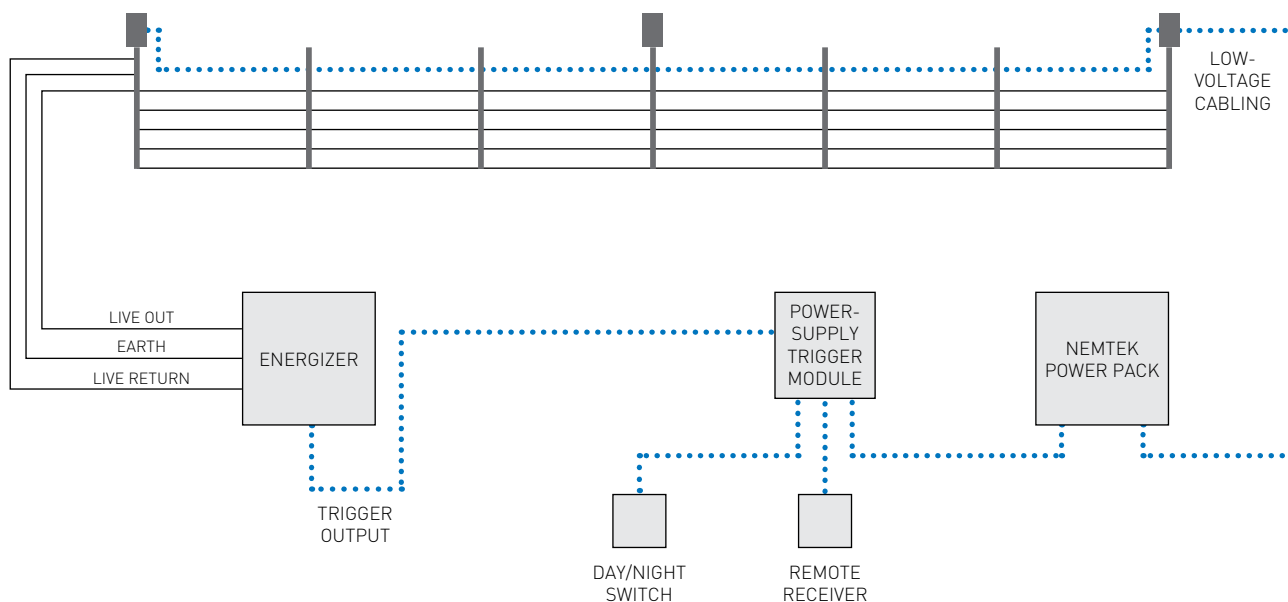 LOW-
VOLTAGE
CABLING
LIVE OUT
EARTH
LIVE RETURN
ENERGIZER
POWER-
SUPPLY
TRIGGER
MODULE
NEMTEK
POWER PACK
TRIGGER
OUTPUT
DAY/NIGHT
SWITCH
REMOTE
RECEIVER